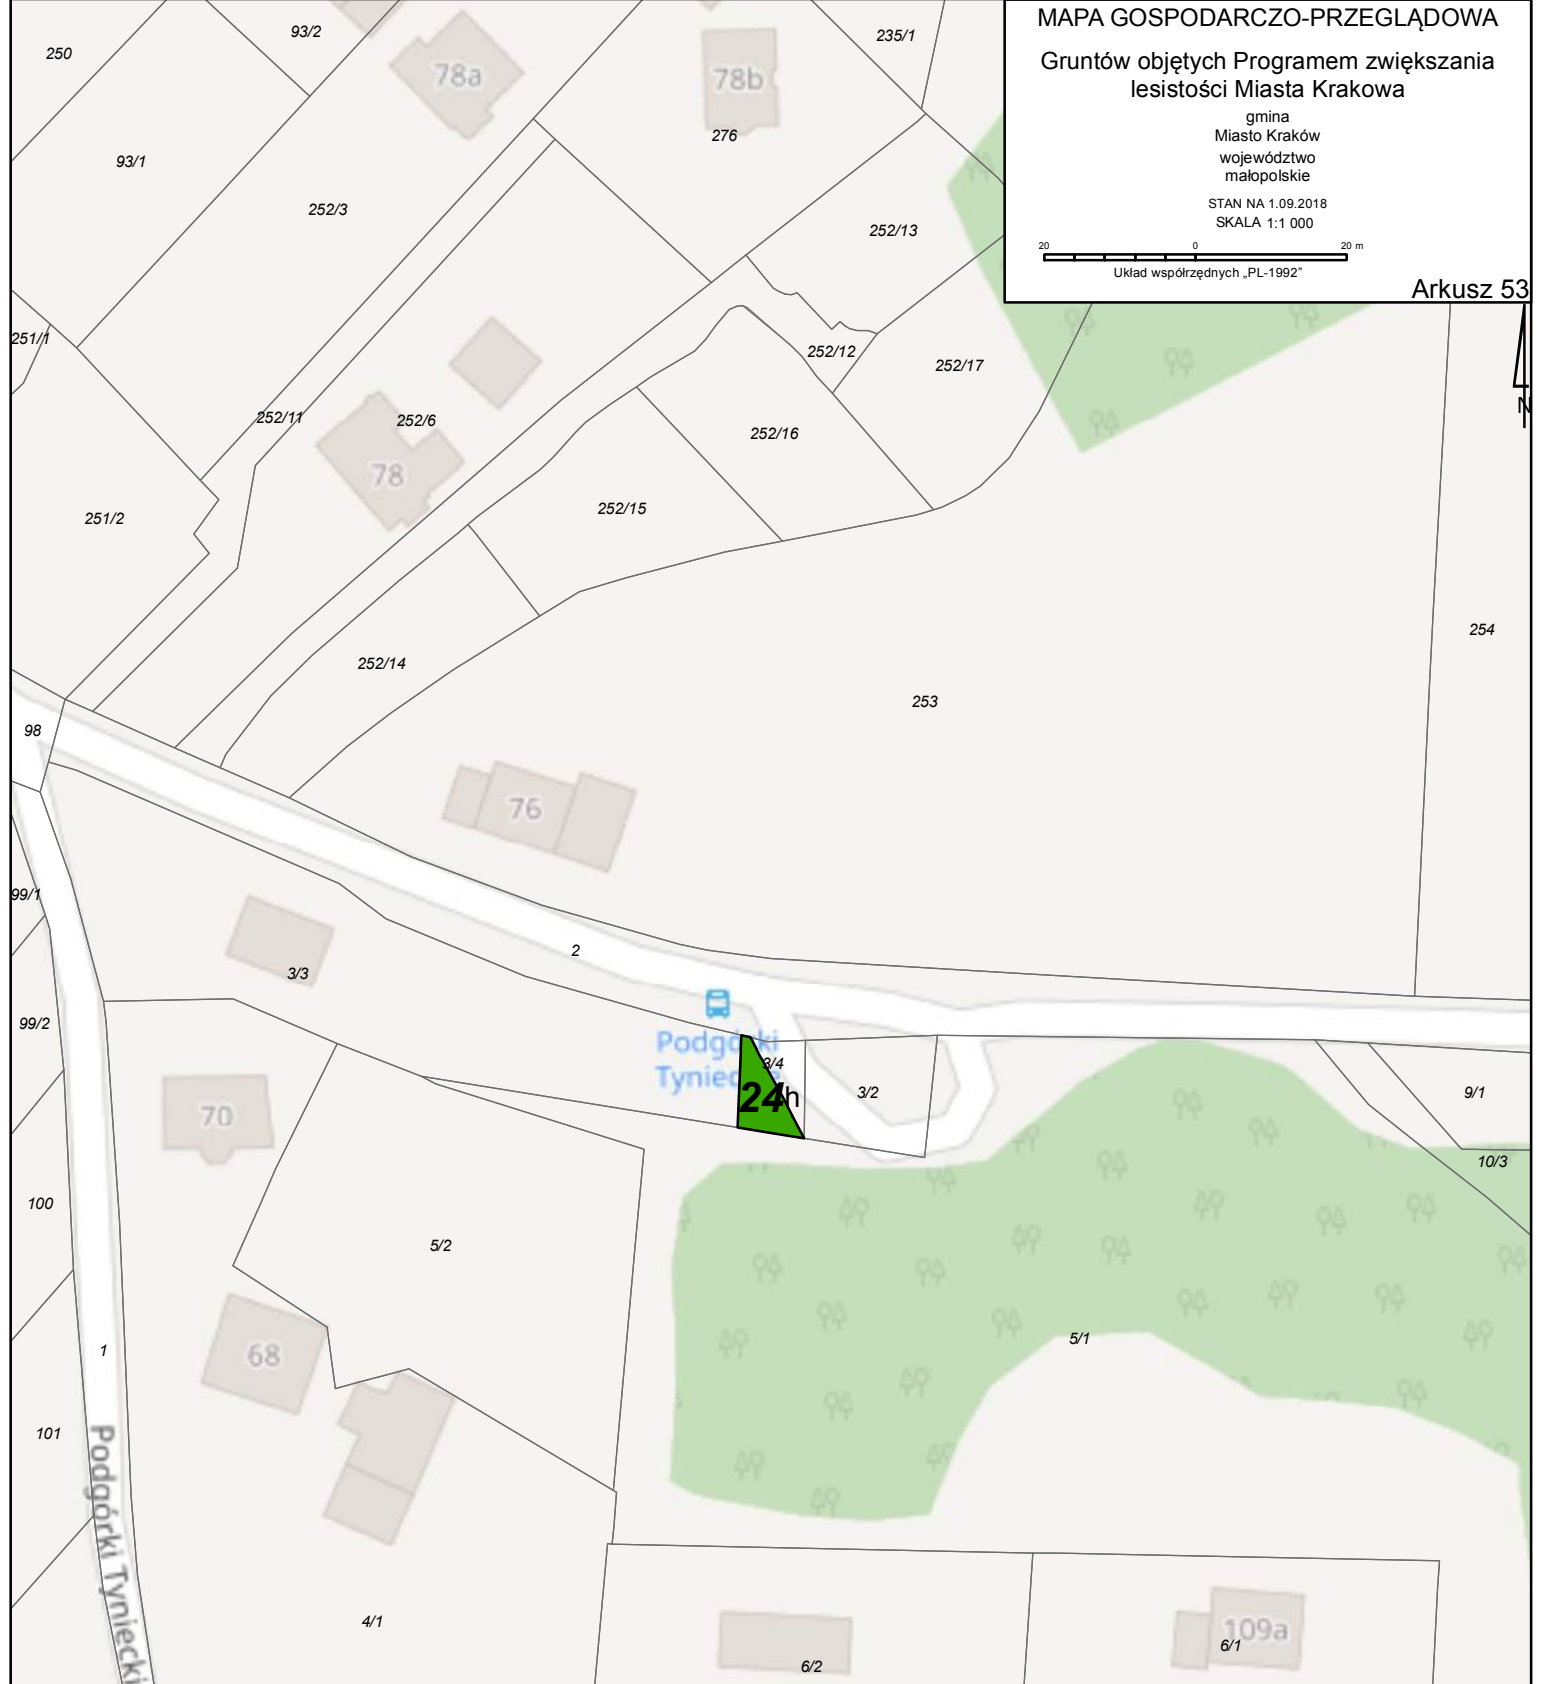 MAPA GOSPODARCZO-PRZEGLĄDOWA
Gruntów objętych Programem zwiększania
lesistości Miasta Krakowa
gmina
Miasto Kraków
województwo
małopolskie
STAN NA 1.09.2018
SKALA 1:1 000
20 0 20 m
Układ współrzędnych „PL-1992”
Arkusz 53
N
250
93/2
78a
78b
235/1
276
93/1
252/3
252/13
251/1
252/12
252/17
252/11
252/6
252/16
78
252/15
251/2
254
252/14
253
98
76
99/1
2
3/3
99/2
Podgórki
Tynieckie
3/4
24h
3/2
9/1
70
10/3
100
5/2
5/1
1
68
101
Podgórki Tyniecki
4/1
109a
6/1
6/2